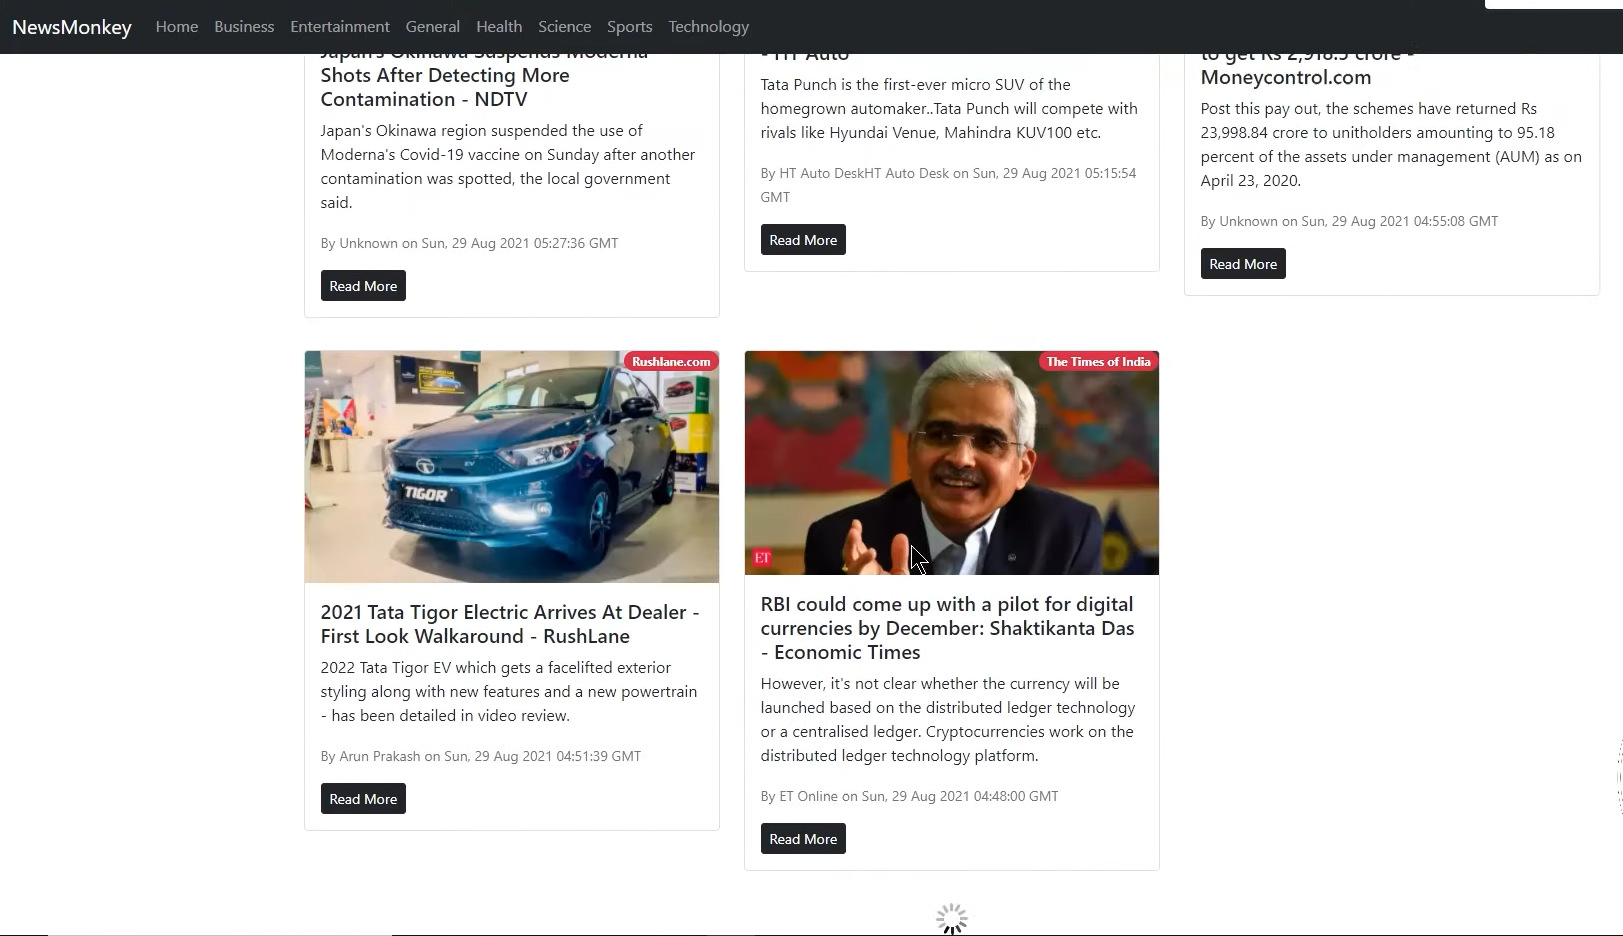 NewsMonkey Home Business Entertainment General Health Science Sports Technology
Japan's Okinawa Suspends Moderna
Shots After Detecting More
Contamination - NDTV
Japan's Okinawa region suspended the use of
Moderna's Covid-19 vaccine on Sunday after another
contamination was spotted, the local government
said.
By Unknown on Sun, 29 Aug 2021 05:27:36 GMT
Read More
- HT Auto
Tata Punch is the first-ever micro SUV of the
homegrown automaker..Tata Punch will compete with
rivals like Hyundai Venue, Mahindra KUV100 etc.
By HT Auto DeskHT Auto Desk on Sun, 29 Aug 2021 05:15:54
GMT
Read More
to get Rs 2,918.5 crore -
Moneycontrol.com
Post this pay out, the schemes have returned Rs
23,998.84 crore to unitholders amounting to 95.18
percent of the assets under management (AUM) as on
April 23, 2020.
By Unknown on Sun, 29 Aug 2021 04:55:08 GMT
Read More
Rushlane.com
TIGOR
2021 Tata Tigor Electric Arrives At Dealer -
First Look Walkaround - RushLane
2022 Tata Tigor EV which gets a facelifted exterior
styling along with new features and a new powertrain
- has been detailed in video review.
By Arun Prakash on Sun, 29 Aug 2021 04:51:39 GMT
Read More
The Times of India
ET
RBI could come up with a pilot for digital
currencies by December: Shaktikanta Das
- Economic Times
However, it's not clear whether the currency will be
launched based on the distributed ledger technology
or a centralised ledger. Cryptocurrencies work on the
distributed ledger technology platform.
By ET Online on Sun, 29 Aug 2021 04:48:00 GMT
Read More